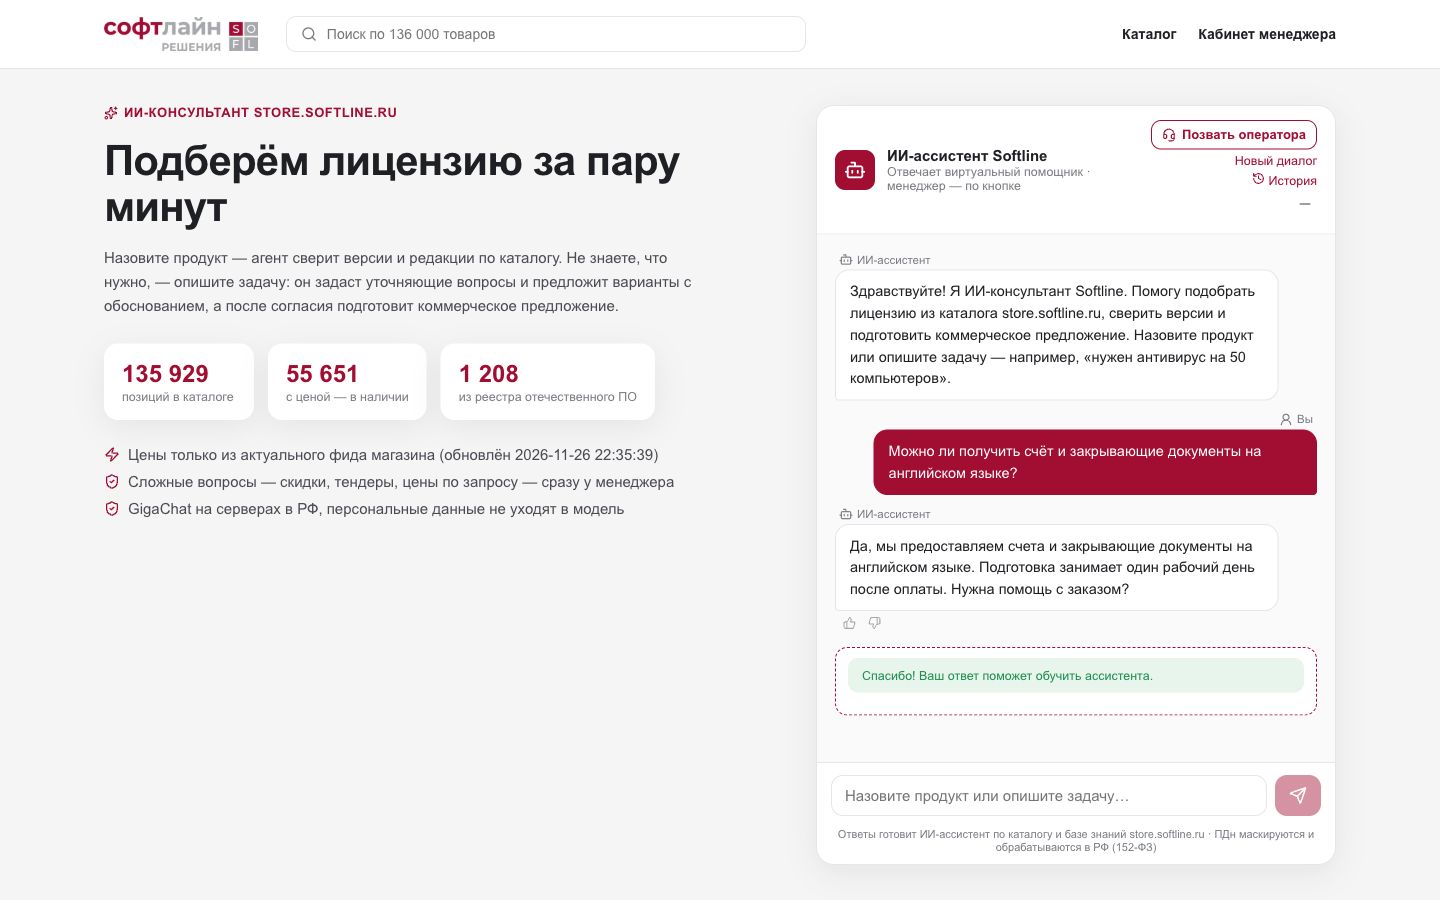 софтлайн
РЕШЕНИЯ
SO
FL
Поиск по 136 000 товаров
Каталог
Кабинет менеджера
ИИ-КОНСУЛЬТАНТ STORE.SOFTLINE.RU
Подберём лицензию за пару
минут
Назовите продукт — агент сверит версии и редакции по каталогу. Не знаете, что
нужно, — опишите задачу: он задаст уточняющие вопросы и предложит варианты с
обоснованием, а после согласия подготовит коммерческое предложение.
135 929
позиций в каталоге
55 651
с ценой — в наличии
1 208
из реестра отечественного ПО
Цены только из актуального фида магазина (обновлён 2026-11-26 22:35:39)
Сложные вопросы — скидки, тендеры, цены по запросу — сразу у менеджера
GigaChat на серверах в РФ, персональные данные не уходят в модель
ИИ-ассистент Softline
Отвечает виртуальный помощник ·
менеджер — по кнопке
Позвать оператора
Новый диалог
История
—
ИИ-ассистент
Здравствуйте! Я ИИ-консультант Softline. Помогу подобрать
лицензию из каталога store.softline.ru, сверить версии и
подготовить коммерческое предложение. Назовите продукт
или опишите задачу — например, «нужен антивирус на 50
компьютеров».
Вы
Можно ли получить счёт и закрывающие документы на
английском языке?
ИИ-ассистент
Да, мы предоставляем счета и закрывающие документы на
английском языке. Подготовка занимает один рабочий день
после оплаты. Нужна помощь с заказом?
Спасибо! Ваш ответ поможет обучить ассистента.
Назовите продукт или опишите задачу…
Ответы готовит ИИ-ассистент по каталогу и базе знаний store.softline.ru · ПДн маскируются и
обрабатываются в РФ (152-ФЗ)